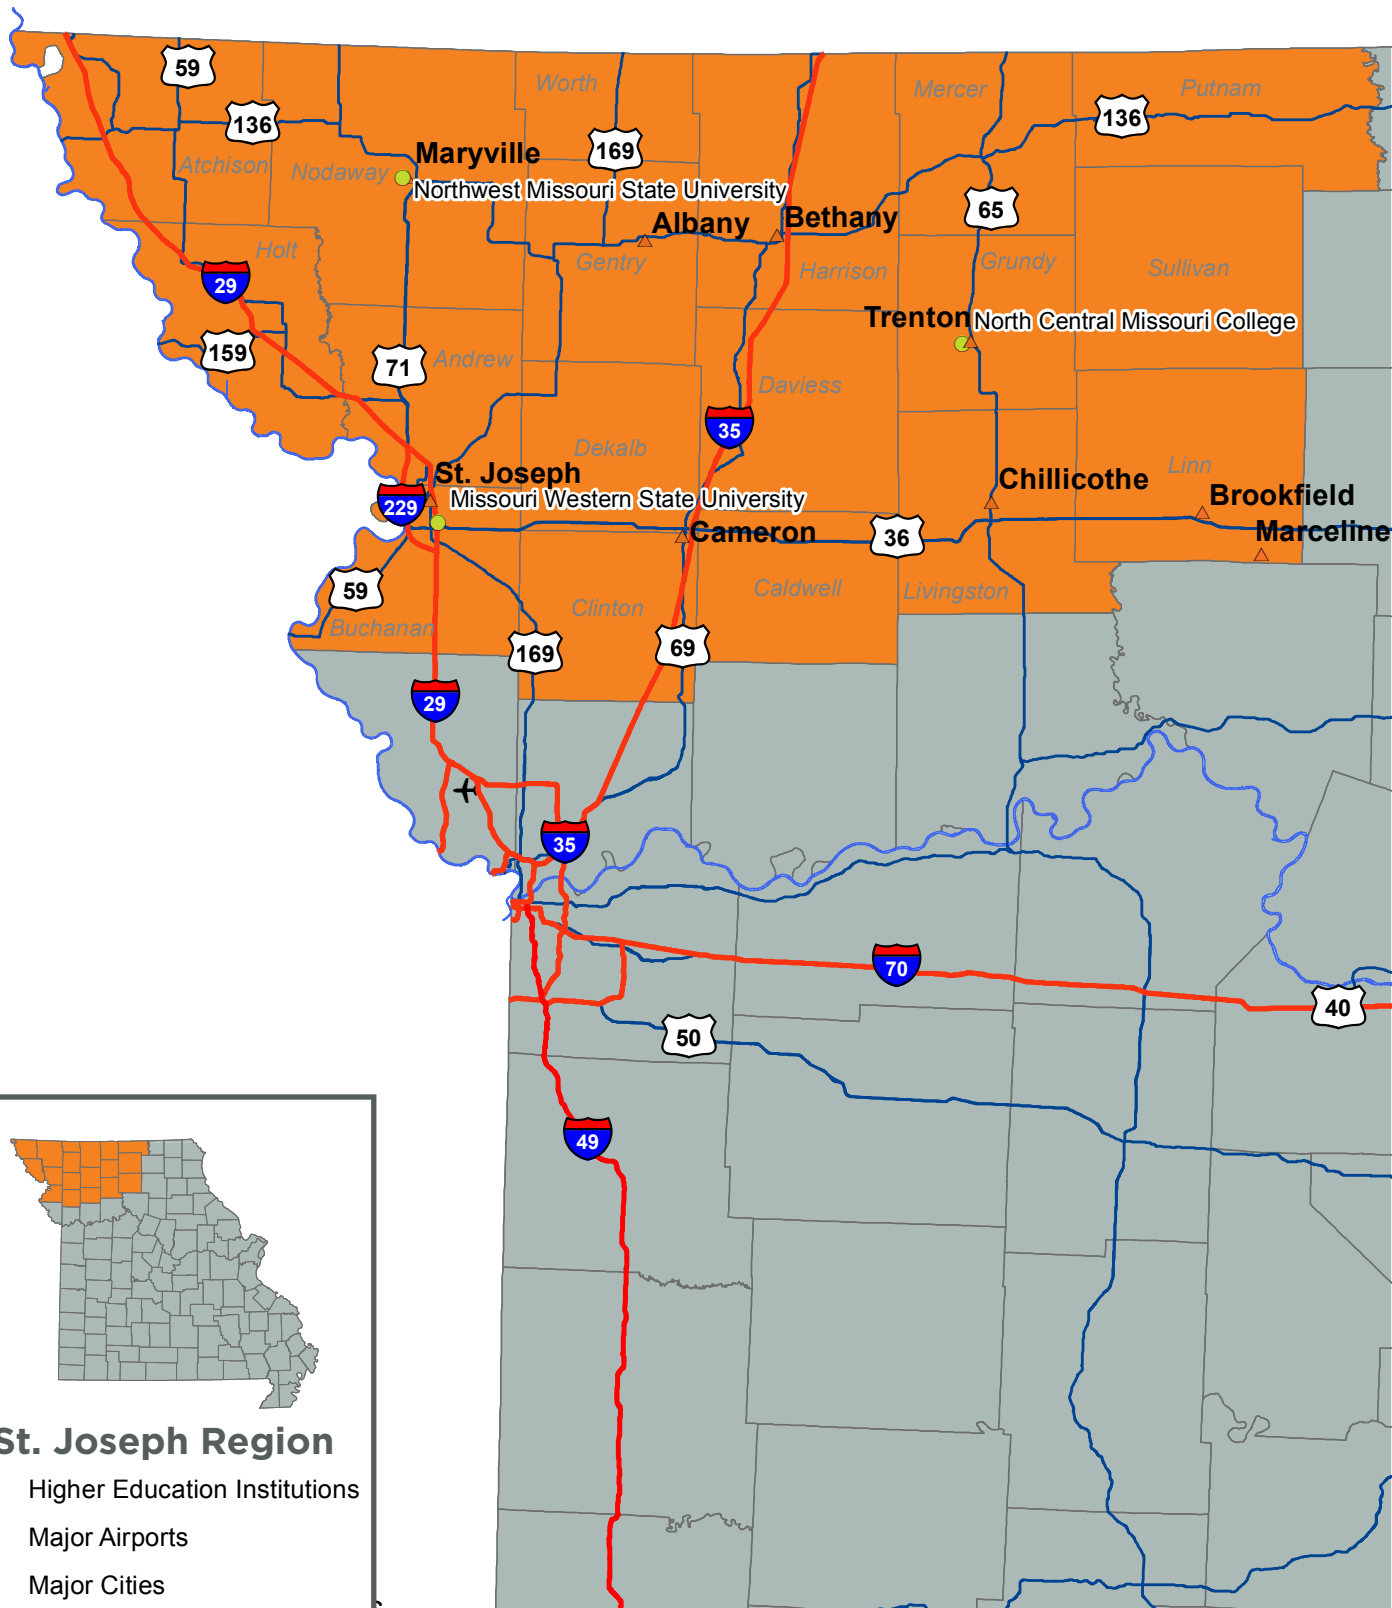 59
136
Worth
169
Mercer
136
Putnam
Atchison
Nodaway
Maryville
Northwest Missouri State University
65
Albany
Bethany
Holt
Gentry
Harrison
Grundy
Sullivan
29
Trenton
North Central Missouri College
159
71
Andrew
Daviess
35
Dekalb
St. Joseph
Missouri Western State University
229
Chillicothe
Linn
Brookfield
Marceline
Cameron
36
59
Buchanan
Clinton
Caldwell
Livingston
169
69
29
35
70
40
50
49
St. Joseph Region
Higher Education Institutions
Major Airports
Major Cities